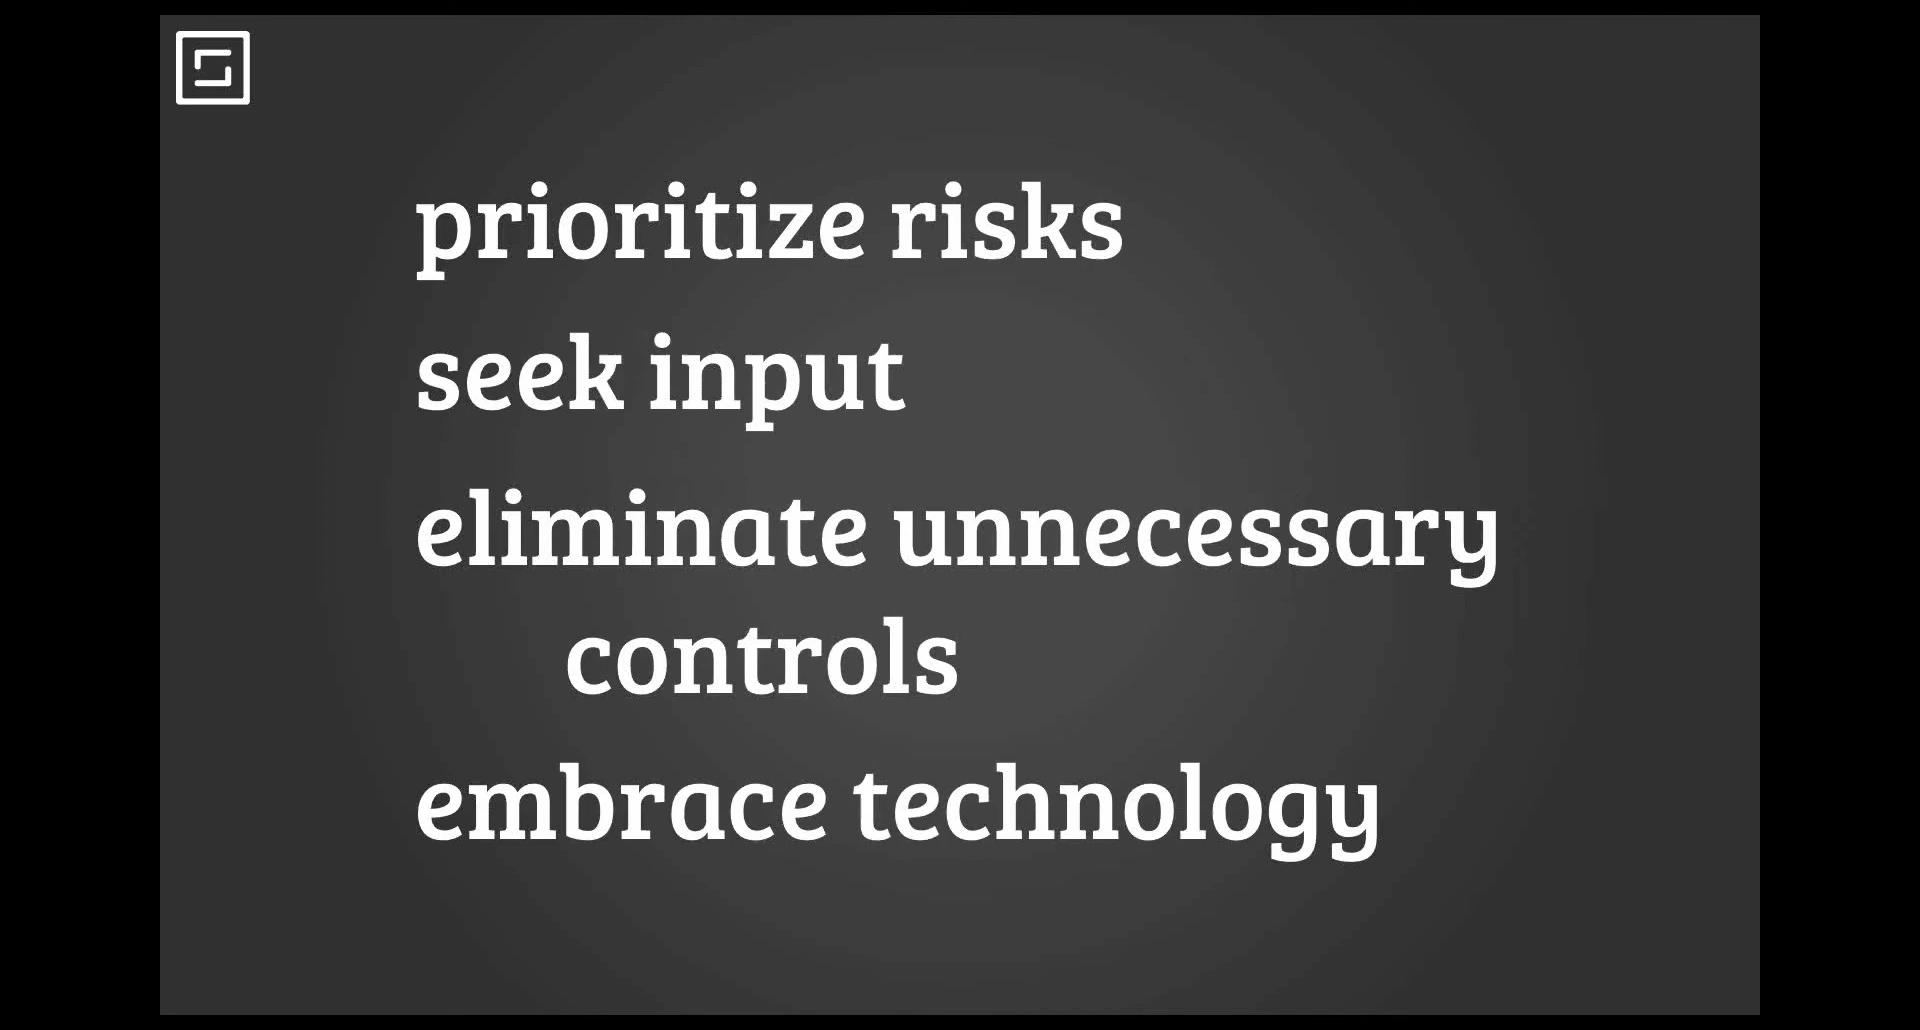 prioritize risks
seek input
eliminate unnecessary
controls
embrace technology